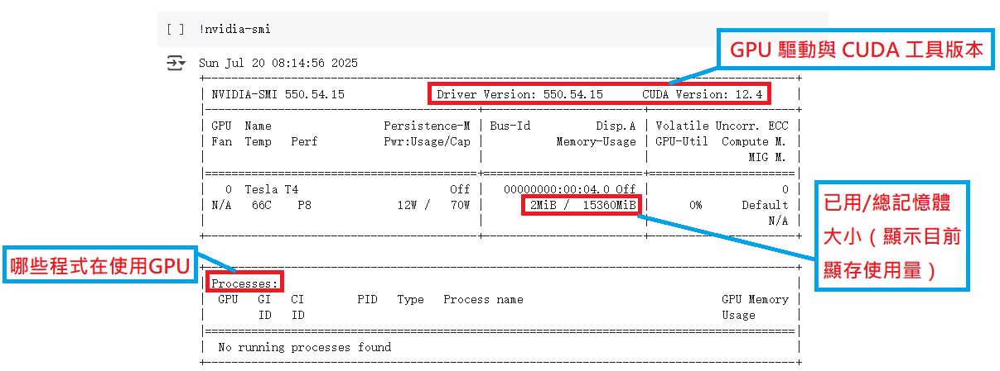 [ ] !nvidia-smi
GPU 驅動與 CUDA 工具版本
Sun Jul 20 08:14:56 2025
NVIDIA-SMI 550.54.15 Driver Version: 550.54.15 CUDA Version: 12.4
GPU Name Persistence-M | Bus-Id Disp.A | Volatile Uncorr. ECC
Fan Temp Perf Pwr:Usage/Cap | Memory-Usage | GPU-Util Compute M.
MIG M.
0 Tesla T4 Off | 00000000:00:04.0 Off | 0
N/A 66C P8 12W / 70W | 2MiB / 15360MiB | 0% Default
N/A
已用/總記憶體
大小（顯示目前
顯存使用量）
哪些程式在使用GPU
Processes:
GPU GI CI PID Type Process name GPU Memory
ID ID Usage
No running processes found